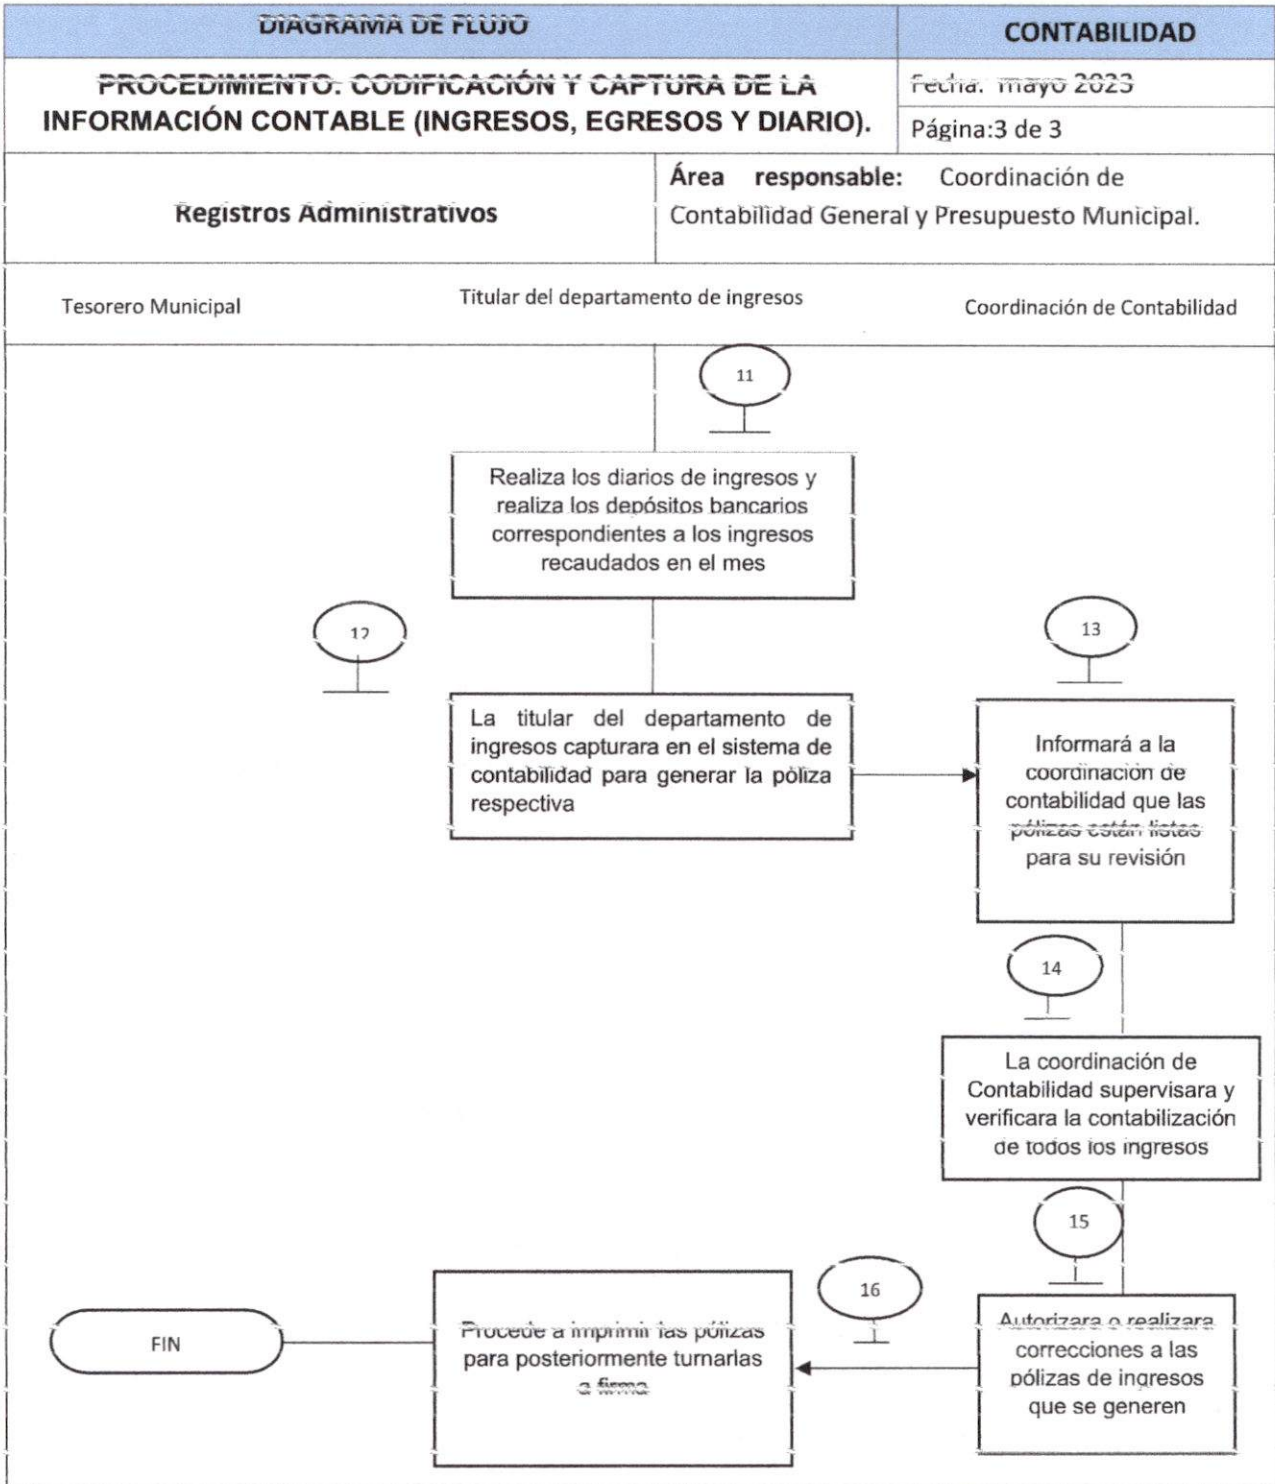 DIAGRAMA DE FLUJO
CONTABILIDAD
PROCEDIMIENTO: CODIFICACIÓN Y CAPTURA DE LA
INFORMACIÓN CONTABLE (INGRESOS, EGRESOS Y DIARIO).
Fecha: mayo 2023
Página:3 de 3
Registros Administrativos
Área responsable: Coordinación de
Contabilidad General y Presupuesto Municipal.
Tesorero Municipal
Titular del departamento de ingresos
Coordinación de Contabilidad
11
Realiza los diarios de ingresos y
realiza los depósitos bancarios
correspondientes a los ingresos
recaudados en el mes
12
13
La titular del departamento de
ingresos capturara en el sistema de
contabilidad para generar la póliza
respectiva
Informará a la
coordinación de
contabilidad que las
pólizas están listas
para su revisión
14
La coordinación de
Contabilidad supervisara y
verificara la contabilización
de todos los ingresos
15
16
FIN
Procede a imprimir las pólizas
para posteriormente turnarlas
a firma
Autorizara o realizara
correcciones a las
pólizas de ingresos
que se generen